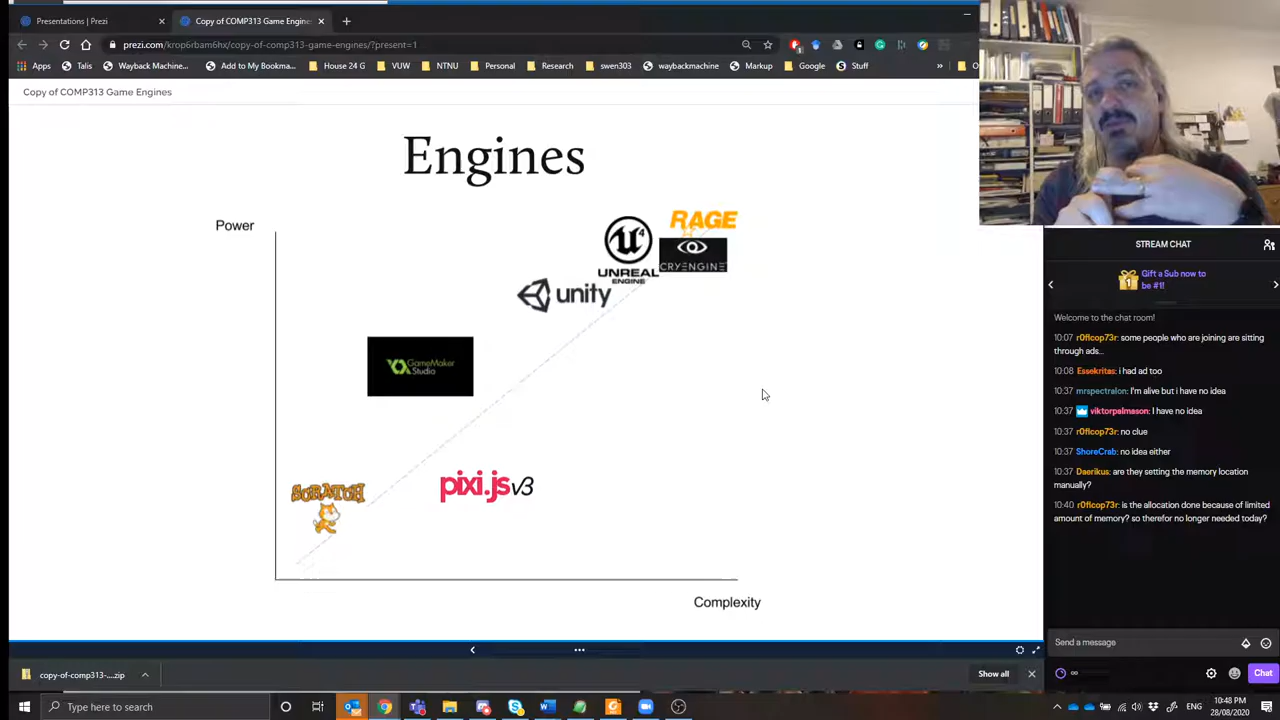 Presentations | Prezi
Copy of COMP313 Game Engine
prezi.com/krop6rbam6hx/copy-of-comp313-game-engines/?present=1
Apps
Talis
Wayback Machine...
Add to My Bookma...
House 24 G
VUW
NTNU
Personal
Research
swen303
waybackmachine
Markup
Google
Stuff
»
Copy of COMP313 Game Engines
Engines
Power
RAGE
CRYENGINE
UNREAL
ENGINE
unity
GameMaker
Studio
SCRATCH
pixi.js v3
Complexity
STREAM CHAT
Gift a Sub now to
be #1!
Welcome to the chat room!
10:07 r0flcop73r: some people who are joining are sitting
through ads...
10:08 Essekritas: i had ad too
10:37 mrspectralon: I'm alive but i have no idea
10:37 viktorpalmason: I have no idea
10:37 r0flcop73r: no clue
10:37 ShoreCrab: no idea either
10:37 Daerikus: are they setting the memory location
manually?
10:40 r0flcop73r: is the allocation done because of limited
amount of memory? so therefor no longer needed today?
Send a message
Chat
copy-of-comp313-....zip
Show all
Type here to search
ENG
10:48 PM
28/08/2020